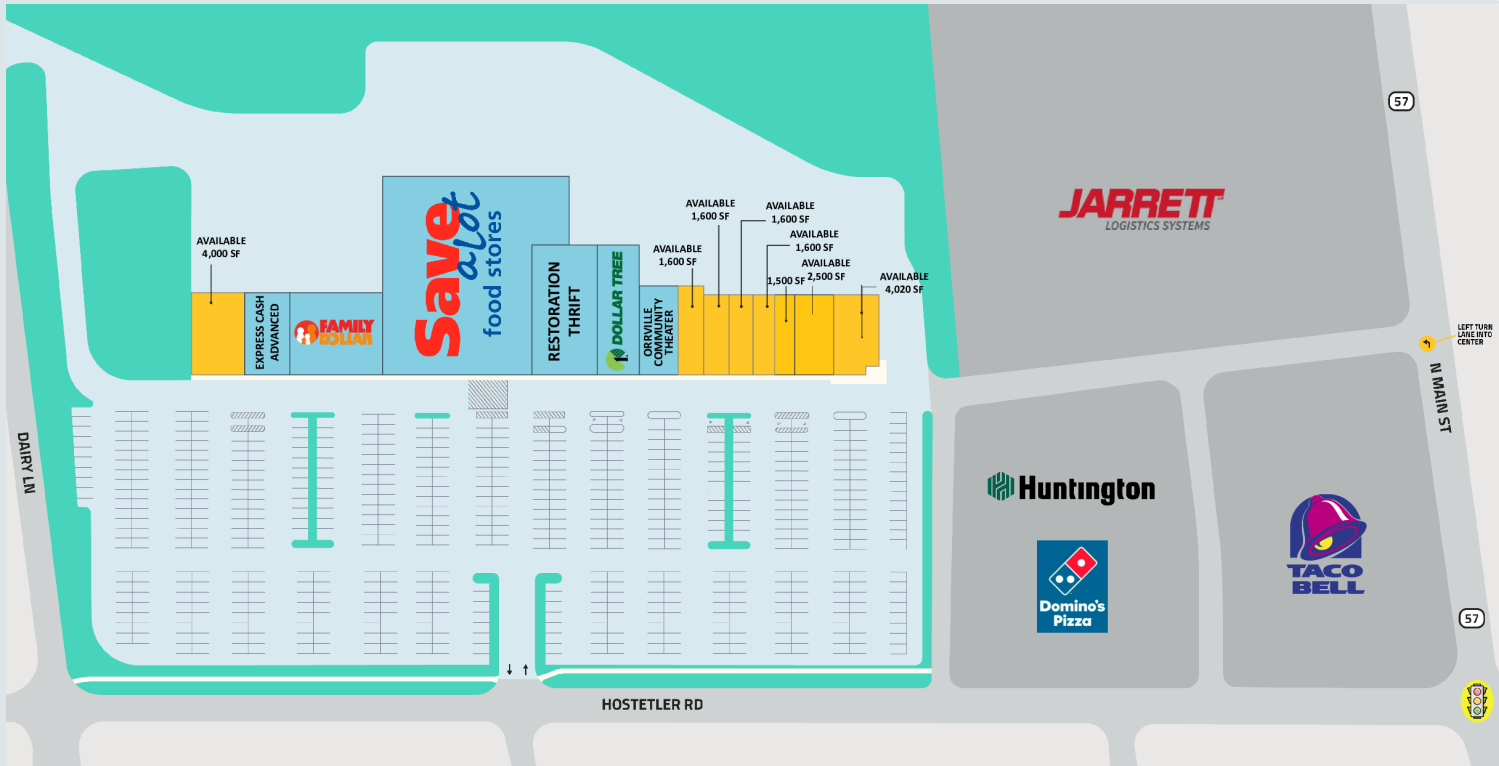 57
JARRETT
LOGISTICS SYSTEMS
AVAILABLE
4,000 SF
EXPRESS CASH
ADVANCED
FAMILY
DOLLAR
Save
a lot
food stores
RESTORATION
THRIFT
DOLLAR TREE
ORRVILLE
COMMUNITY
THEATER
AVAILABLE
1,600 SF
AVAILABLE
1,600 SF
AVAILABLE
1,600 SF
AVAILABLE
1,600 SF
1,500 SF
AVAILABLE
2,500 SF
AVAILABLE
4,020 SF
LEFT TURN
LANE INTO
CENTER
N MAIN ST
DAIRY LN
Huntington
Domino's
Pizza
TACO
BELL
57
HOSTETLER RD